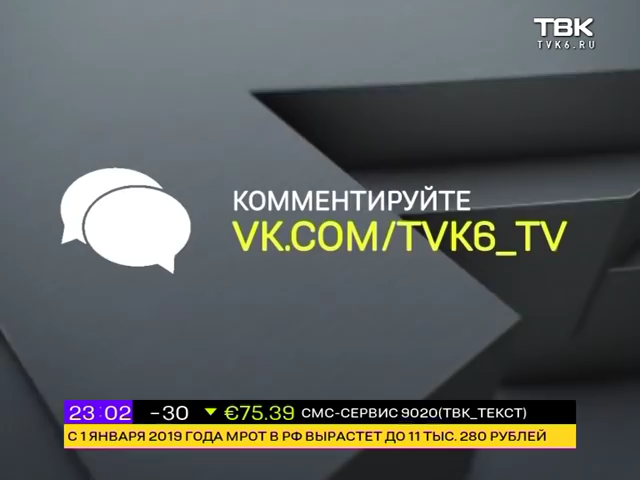 ТВК
TVK6.RU
КОММЕНТИРУЙТЕ
VK.COM/TVK6_TV
23:02 -30 ▼ €75.39 СМС-СЕРВИС 9020(ТВК_ТЕКСТ)
С 1 ЯНВАРЯ 2019 ГОДА МРОТ В РФ ВЫРАСТЕТ ДО 11 ТЫС. 280 РУБЛЕЙ